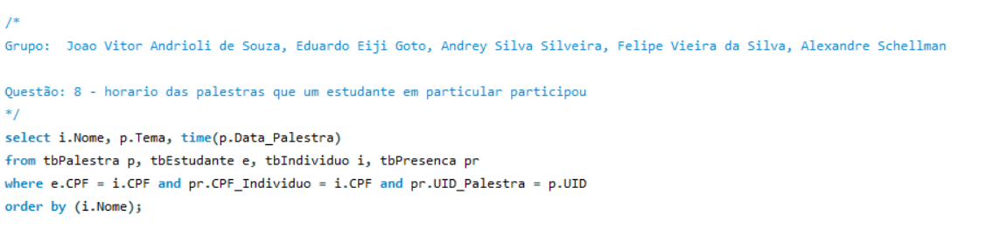 /*
Grupo:  Joao Vitor Andrioli de Souza, Eduardo Eiji Goto, Andrey Silva Silveira, Felipe Vieira da Silva, Alexandre Schellman
Questão: 8 - horario das palestras que um estudante em particular participou
*/
select i.Nome, p.Tema, time(p.Data_Palestra)
from tbPalestra p, tbEstudante e, tbIndividuo i, tbPresenca pr
where e.CPF = i.CPF and pr.CPF_Individuo = i.CPF and pr.UID_Palestra = p.UID
order by (i.Nome);